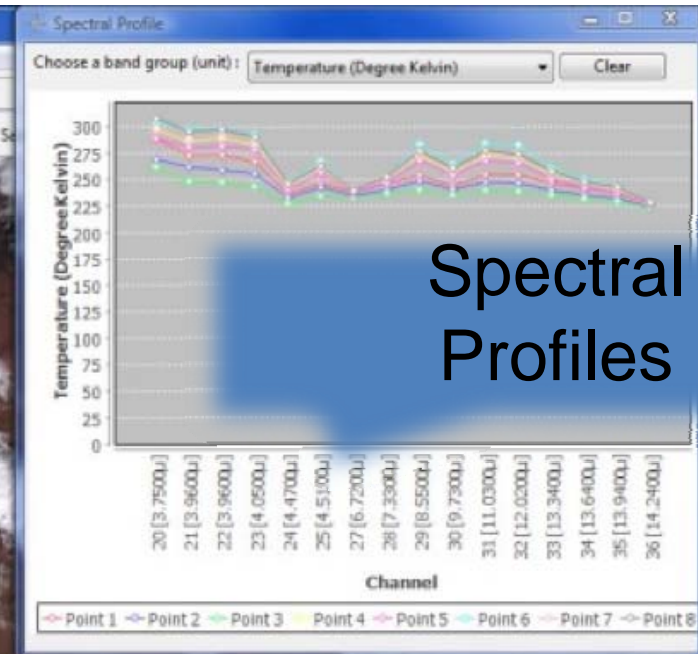 Spectral Profile
Choose a band group (unit) : Temperature (Degree Kelvin) Clear
Temperature (DegreeKelvin)
300
275
250
225
200
175
150
125
100
75
50
25
0
Spectral
Profiles
20 [3.7500µ]
21 [3.9600µ]
22 [3.9600µ]
23 [4.0500µ]
24 [4.4700µ]
25 [4.5100µ]
27 [6.7200µ]
28 [7.3300µ]
29 [8.5500µ]
30 [9.7300µ]
31 [11.0300µ]
32 [12.0200µ]
33 [13.3400µ]
34 [13.6400µ]
35 [13.9400µ]
36 [14.2400µ]
Channel
Point 1 Point 2 Point 3 Point 4 Point 5 Point 6 Point 7 Point 8